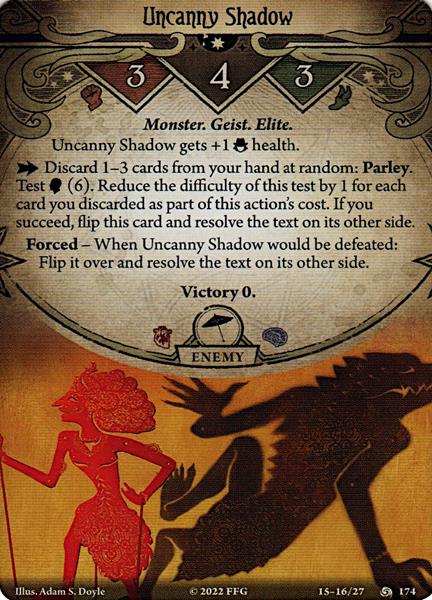 Uncanny Shadow
3 4 3
Monster. Geist. Elite.
Uncanny Shadow gets +1 health.
Discard 1–3 cards from your hand at random: Parley.
Test (6). Reduce the difficulty of this test by 1 for each
card you discarded as part of this action's cost. If you
succeed, flip this card and resolve the text on its other side.
Forced – When Uncanny Shadow would be defeated:
Flip it over and resolve the text on its other side.
Victory 0.
ENEMY
Illus. Adam S. Doyle © 2022 FFG 15–16/27 174